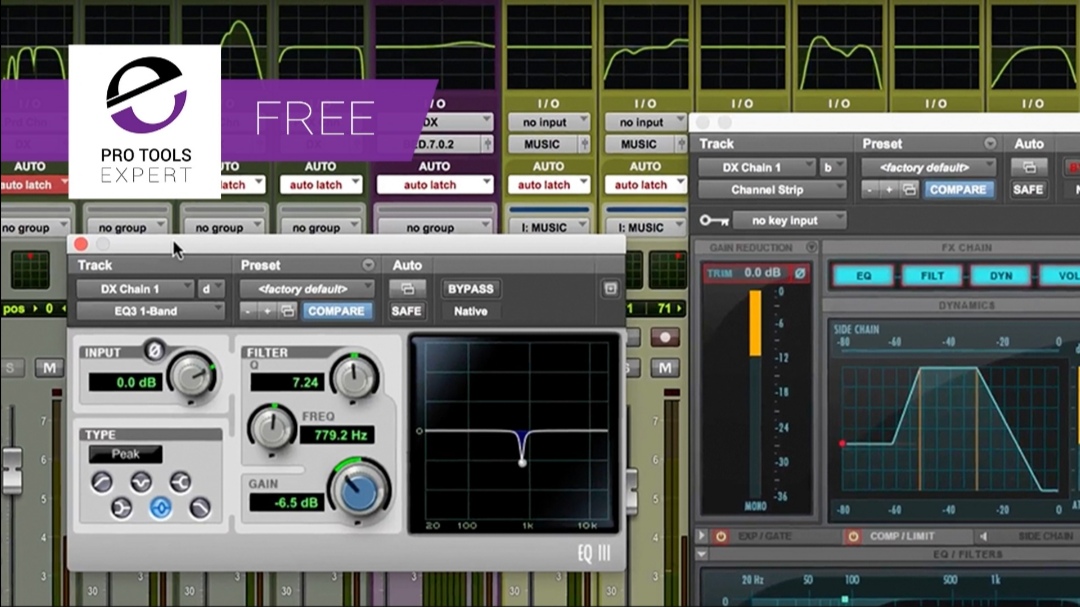 PRO TOOLS
EXPERT
FREE
I/O
I/O
I/O
I/O
I/O
I/O
I/O
no input
no input
MUSIC
MUSIC
AUTO
AUTO
AUTO
AUTO
AUTO
AUTO
auto latch
latch
auto latch
auto latch
auto latch
auto latch
no group
no group
no group
no group
no group
I: MUSIC
I: MUSIC
pos
0
71
S
M
M
Track
Preset
Auto
DX Chain 1
d
<factory default>
BYPASS
EQ3 1-Band
- +
COMPARE
SAFE
Native
INPUT
0.0 dB
TYPE
Peak
FILTER
Q
7.24
FREQ
779.2 Hz
GAIN
-6.5 dB
20 100 1k 10k
EQ III
7
6
5
4
3
30
30
30
30
Track
Preset
Auto
DX Chain 1
b
<factory default>
Channel Strip
- +
COMPARE
SAFE
no key input
GAIN REDUCTION
FX CHAIN
TRIM 0.0 dB
EQ
FILT
DYN
VOL
DYNAMICS
SIDE CHAIN
-80 -60 -40 -20 0
0
-6
-12
-18
-24
-30
-36
MONO
-80 -60 -40 -20 0
EXP/GATE
COMP/LIMIT
SIDE CHAIN
EQ/FILTERS
20 Hz 50 100 500 1k